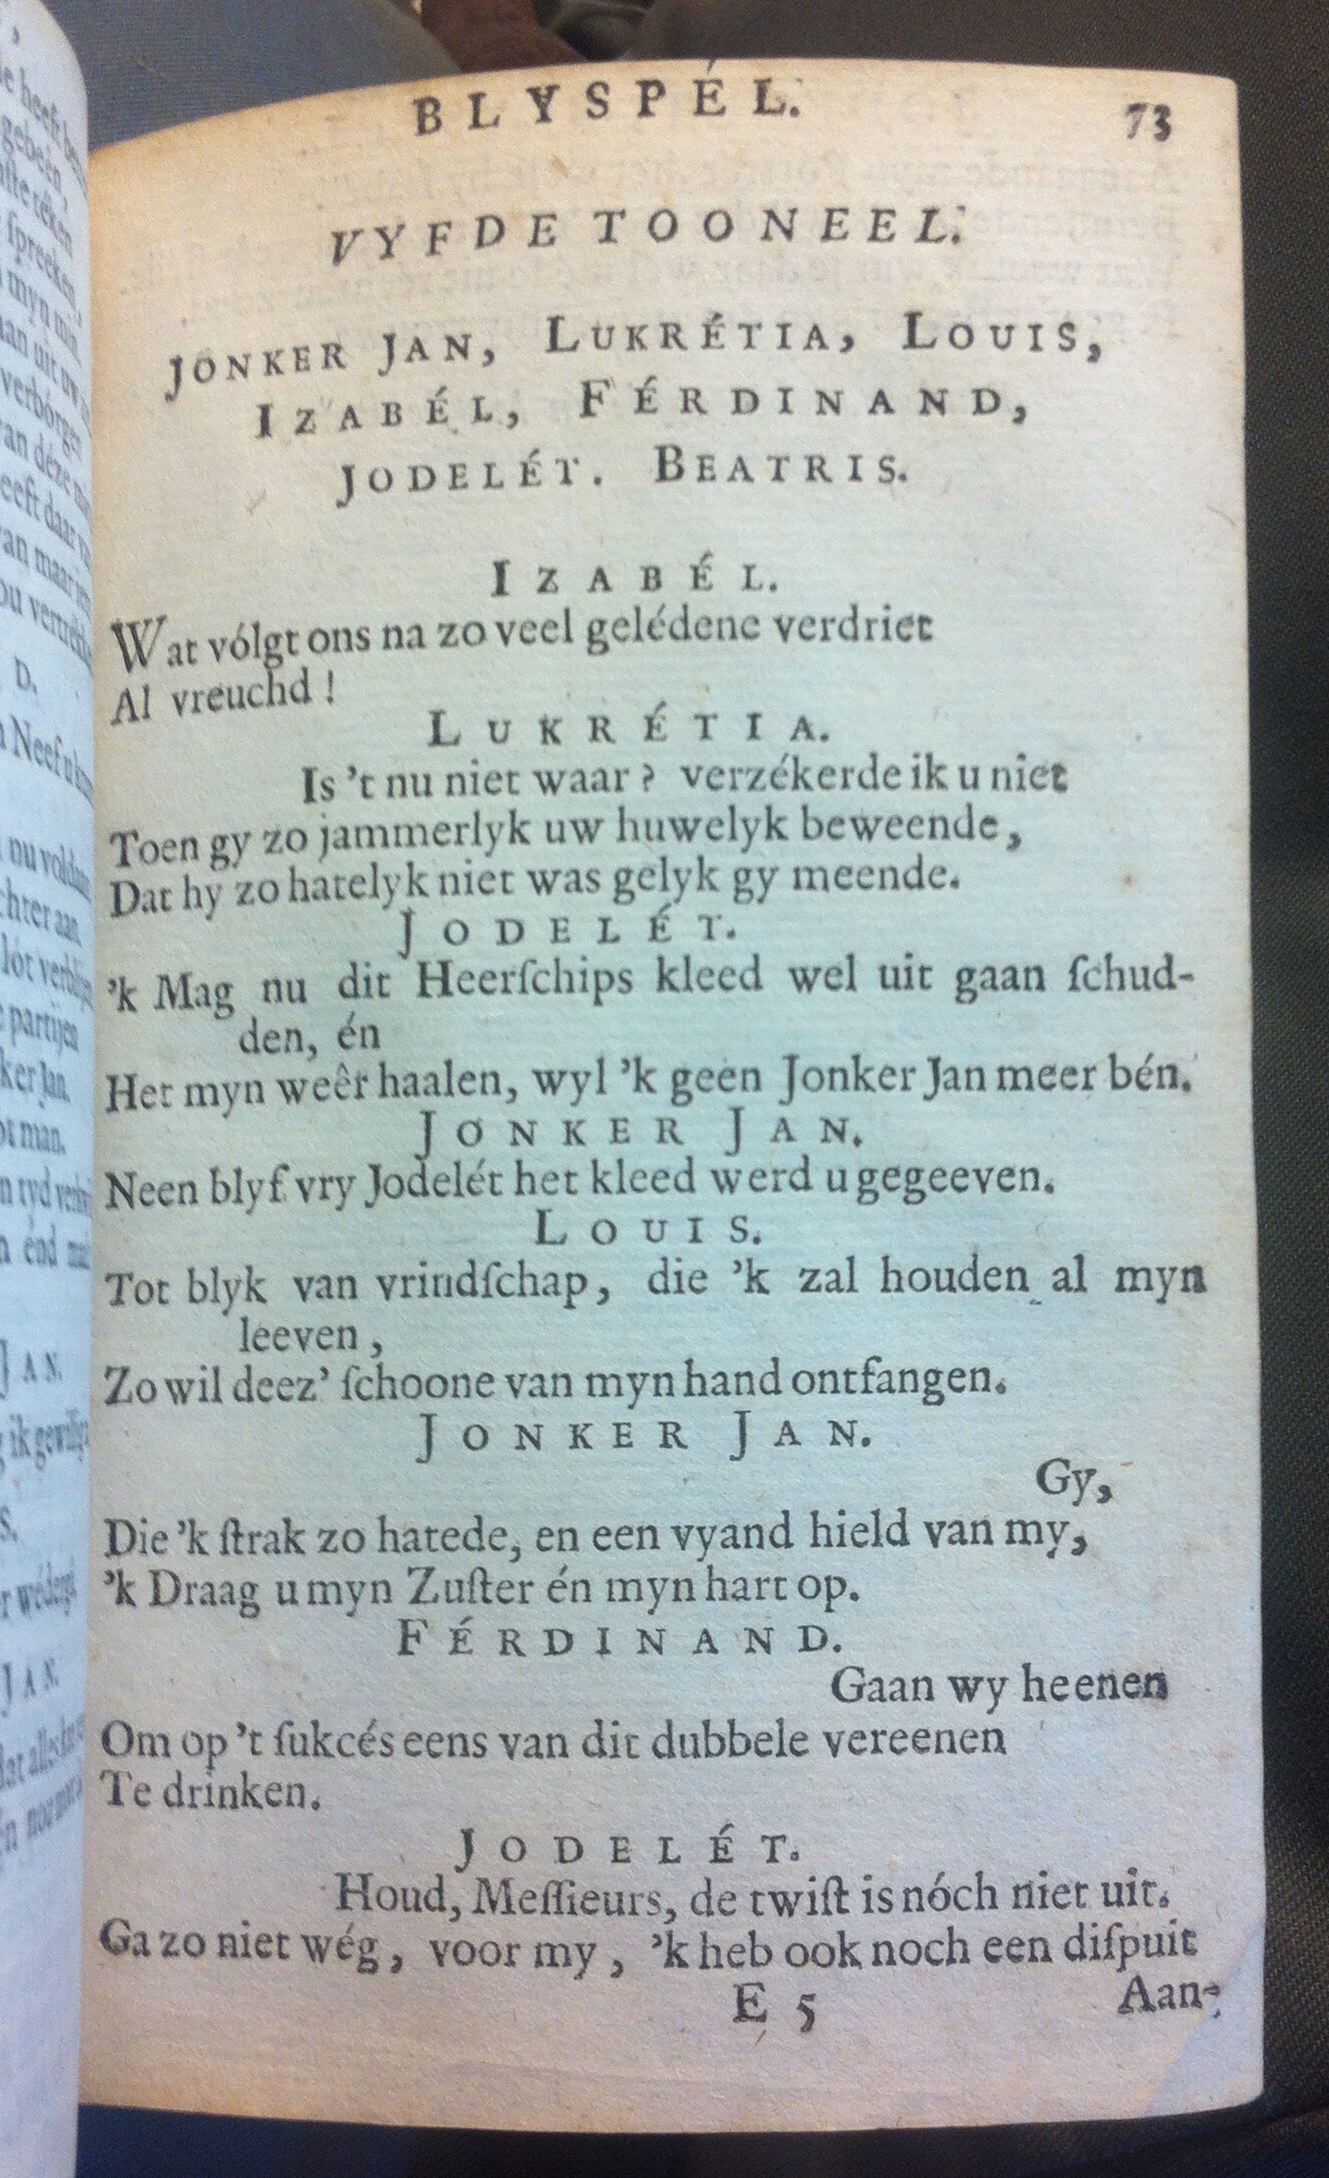 BLYSPÉL. 73
VYFDE TOONEEL.
JONKER JAN, LUKRÉTIA, LOUIS,
IZABÉL, FÉRDINAND,
JODELÉT. BEATRIS.
IZABÉL.
Wat vólgt ons na zo veel gelédene verdriet
Al vreuchd!
LUKRÉTIA.
Is 't nu niet waar? verzékerde ik u niet
Toen gy zo jammerlyk uw huwelyk beweende,
Dat hy zo hatelyk niet was gelyk gy meende.
JODELÉT.
'k Mag nu dit Heerſchips kleed wel uit gaan ſchud-
den, én
Het myn weêr haalen, wyl 'k geen Jonker Jan meer bén.
JONKER JAN.
Neen blyf vry Jodelét het kleed werd u gegeeven.
LOUIS.
Tot blyk van vrindſchap, die 'k zal houden al myn
leeven,
Zo wil deez' ſchoone van myn hand ontfangen.
JONKER JAN.
Gy,
Die 'k ſtrak zo hatede, en een vyand hield van my,
'k Draag u myn Zuſter én myn hart op.
FÉRDINAND.
Gaan wy heenen
Om op 't ſukcés eens van dit dubbele vereenen
Te drinken.
JODELÉT.
Houd, Meſſieurs, de twiſt is nóch niet uit.
Ga zo niet wég, voor my, 'k heb ook noch een diſpuit
E 5 Aan-